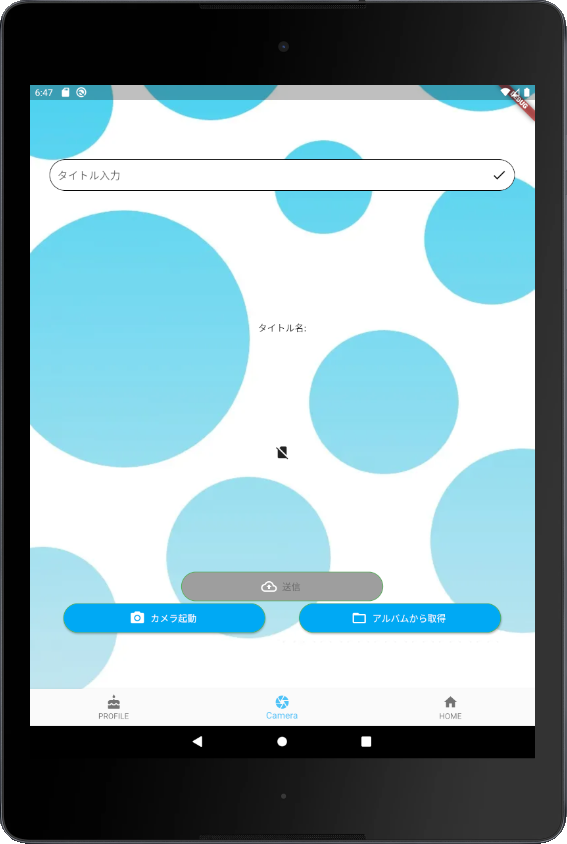 6:47
DEBUG
タイトル入力
タイトル名:
送信
カメラ起動
アルバムから取得
PROFILE
Camera
HOME